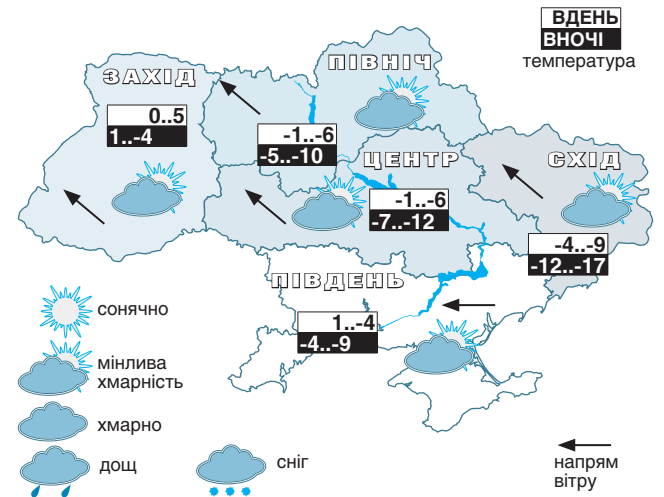 ВДЕНЬ
ВНОЧІ
температура
ЗАХІД
0..5
1..-4
ПІВНІЧ
-1..-6
-5..-10
ЦЕНТР
-1..-6
-7..-12
СХІД
-4..-9
-12..-17
ПІВДЕНЬ
1..-4
-4..-9
сонячно
мінлива
хмарність
хмарно
дощ
сніг
напрям
вітру